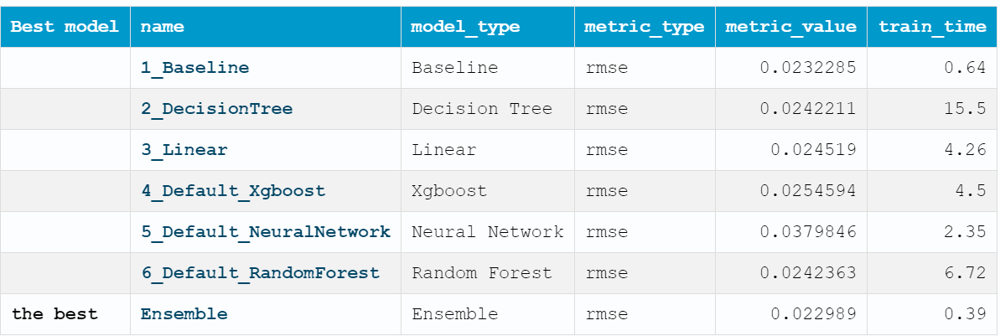 Best model name model_type metric_type metric_value train_time
1_Baseline Baseline rmse 0.0232285 0.64
2_DecisionTree Decision Tree rmse 0.0242211 15.5
3_Linear Linear rmse 0.024519 4.26
4_Default_Xgboost Xgboost rmse 0.0254594 4.5
5_Default_NeuralNetwork Neural Network rmse 0.0379846 2.35
6_Default_RandomForest Random Forest rmse 0.0242363 6.72
the best Ensemble Ensemble rmse 0.022989 0.39